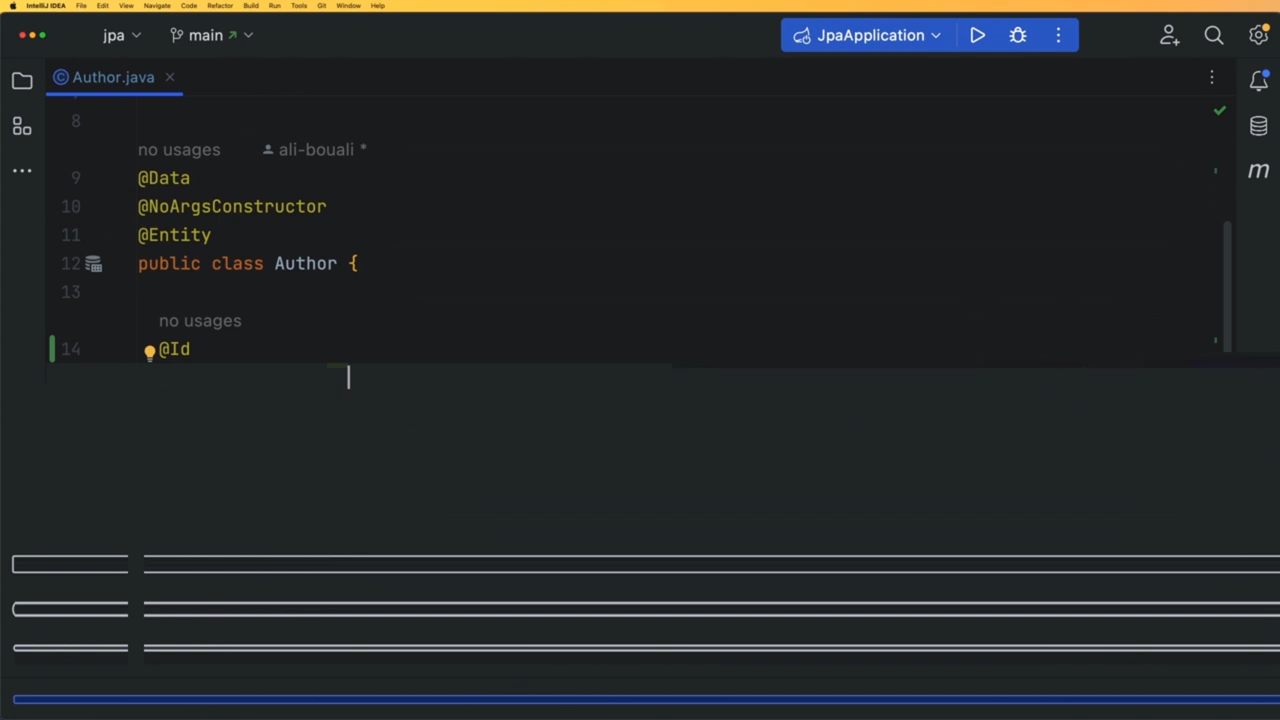 IntelliJ IDEA File Edit View Navigate Code Refactor Build Run Tools Git Window Help
jpa main JpaApplication
Author.java
8
no usages ali-bouali *
9 @Data
10 @NoArgsConstructor
11 @Entity
12 public class Author {
13
no usages
14 @Id